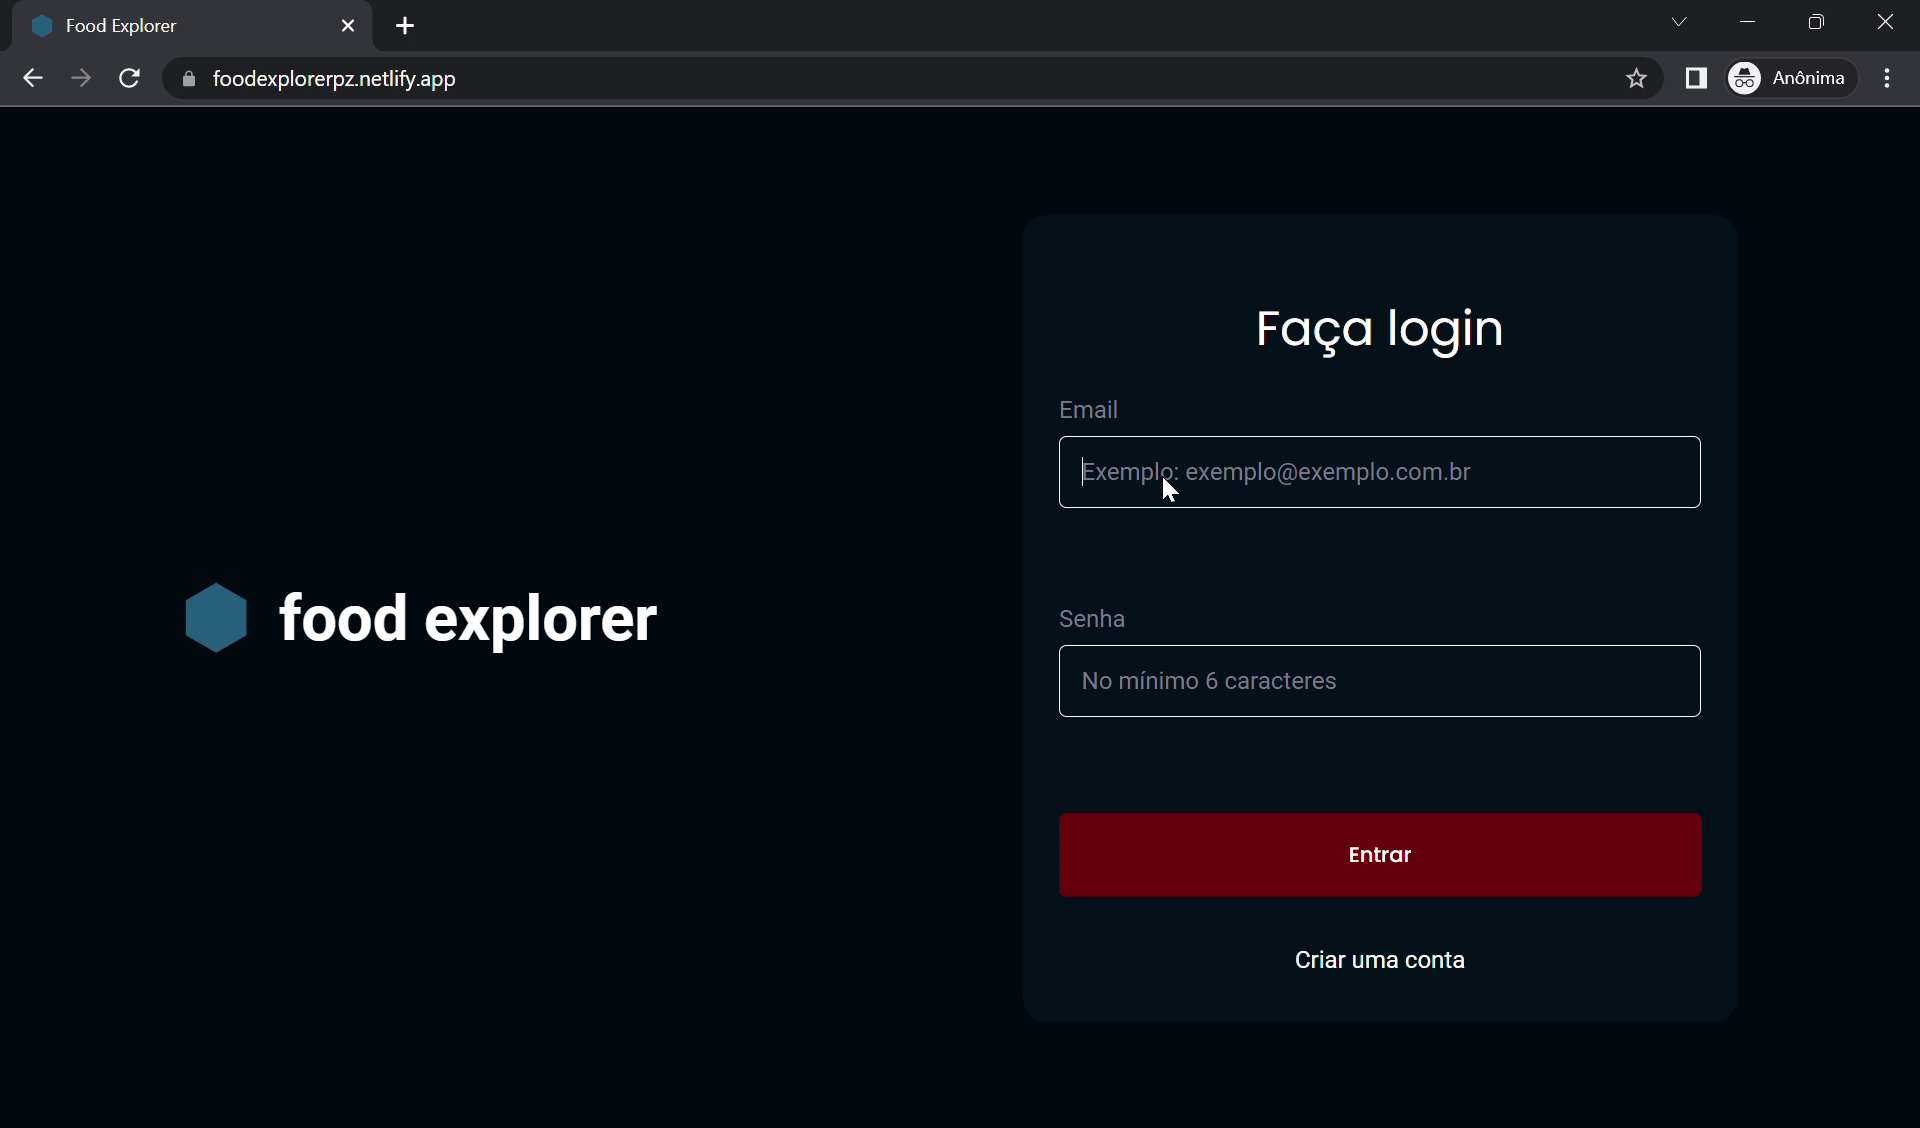 Food Explorer
foodexplorerpz.netlify.app
Anônima
Faça login
Email
Exemplo: exemplo@exemplo.com.br
food explorer
Senha
No mínimo 6 caracteres
Entrar
Criar uma conta